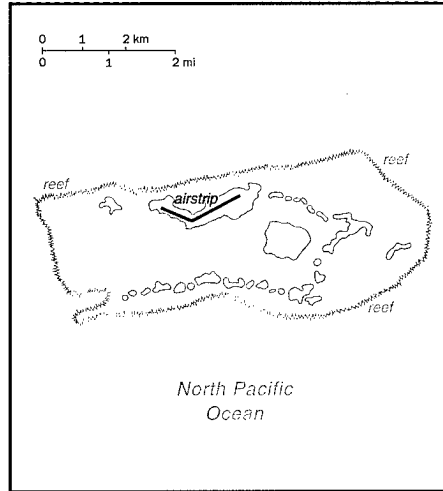 0 1 2 km
0 1 2 mi
reef
reef
airstrip
reef
North Pacific
Ocean